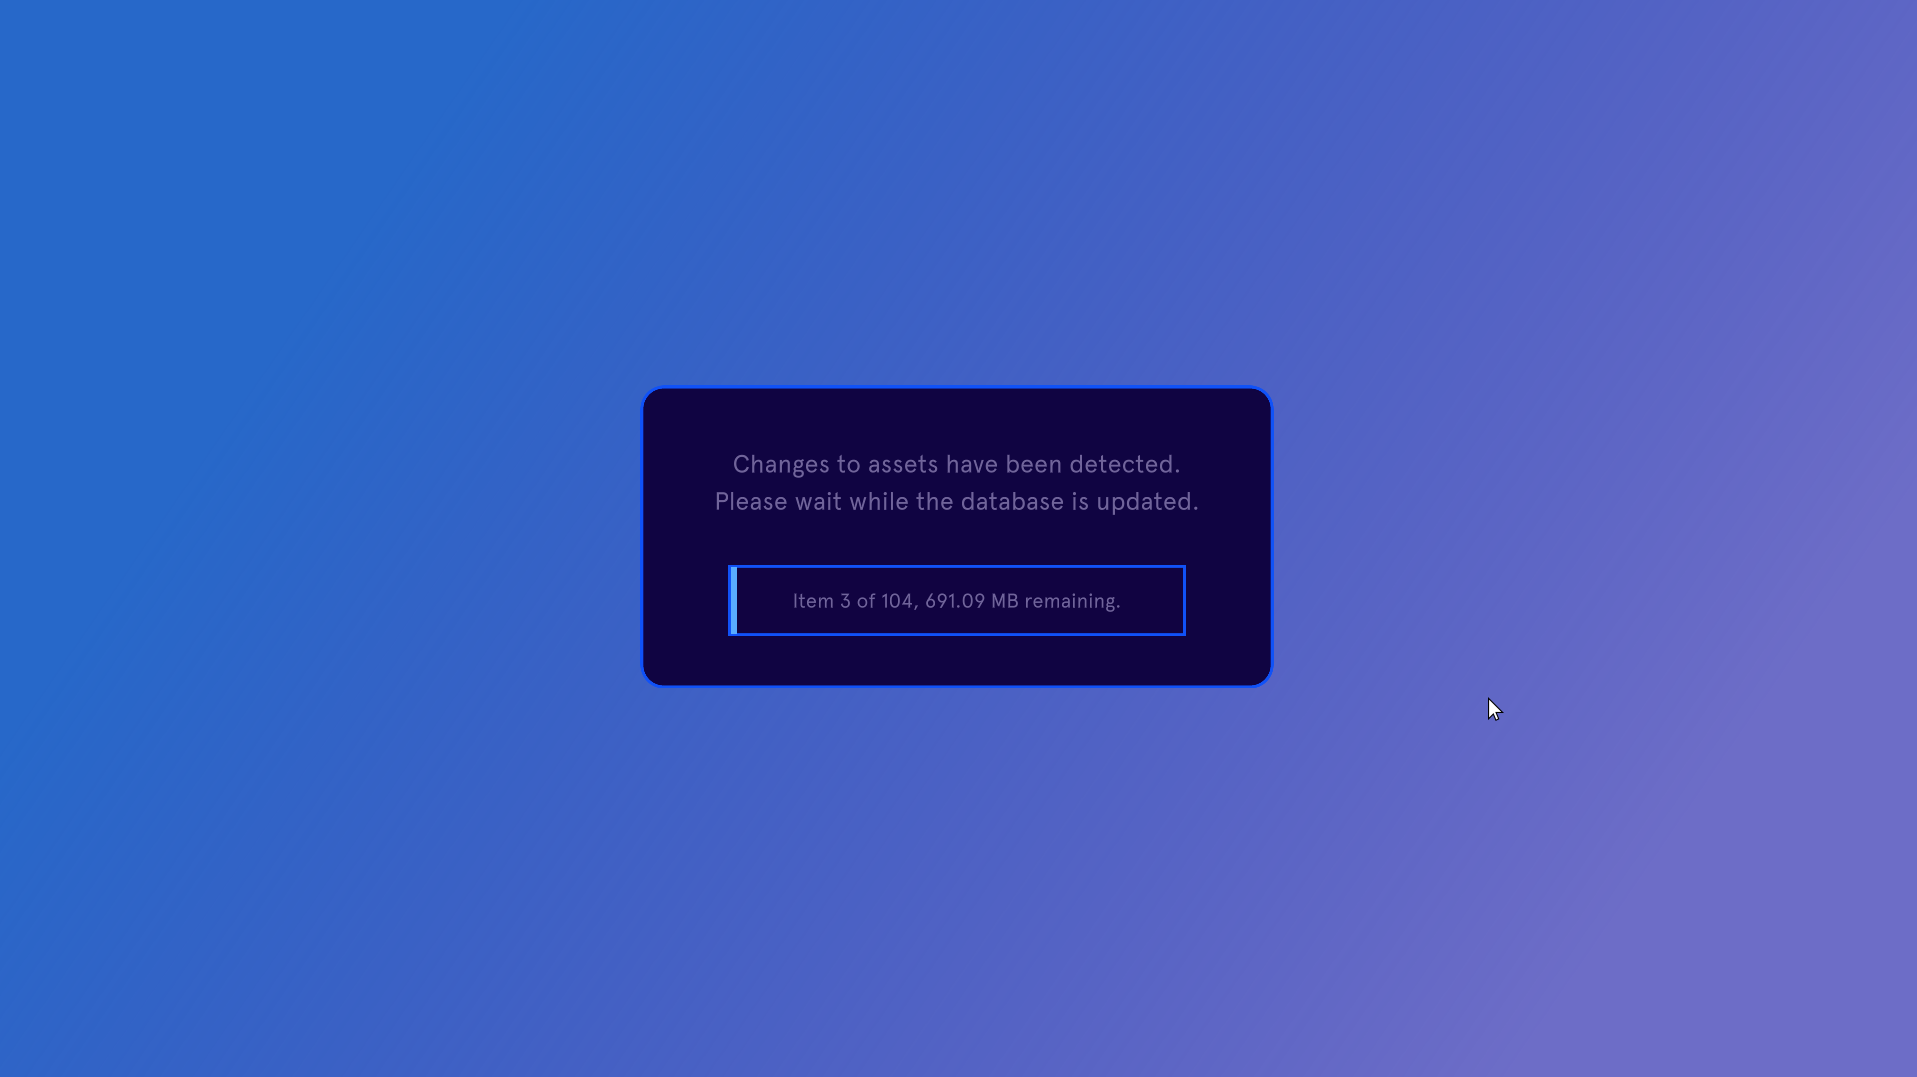 Changes to assets have been detected.
Please wait while the database is updated.
Item 3 of 104, 691.09 MB remaining.